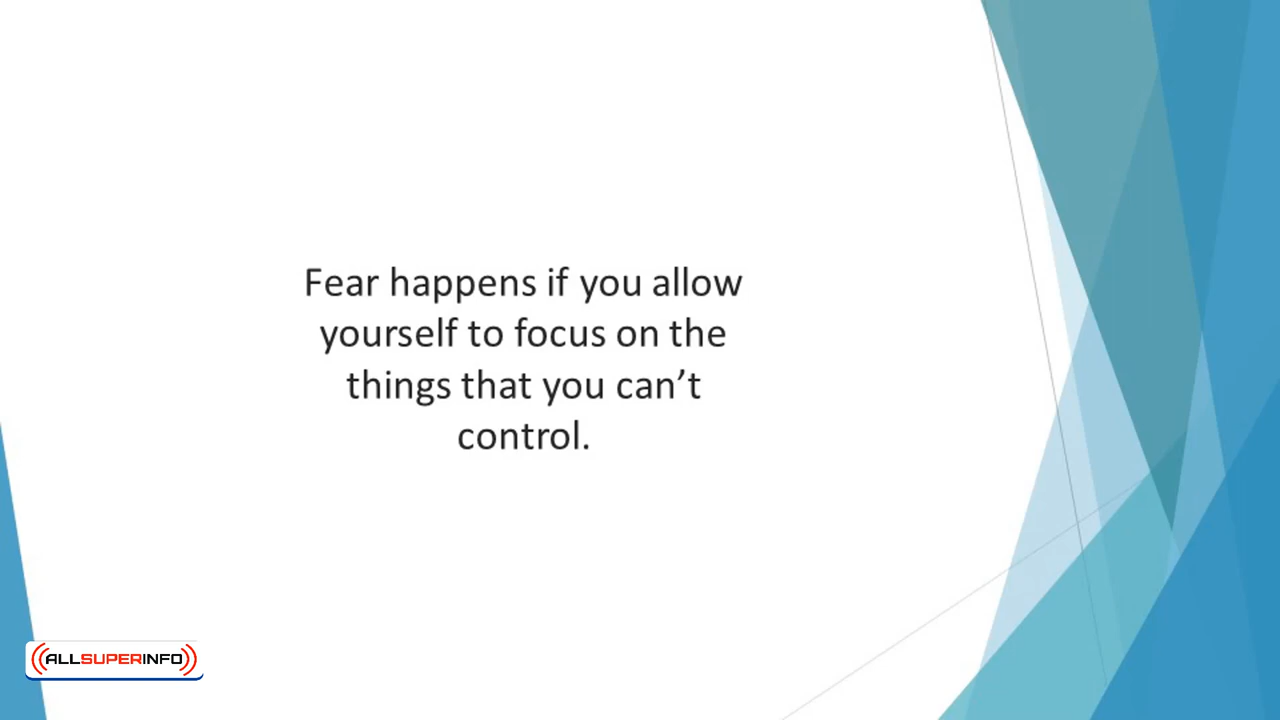 Fear happens if you allow
yourself to focus on the
things that you can’t
control.
ALLSUPERINFO